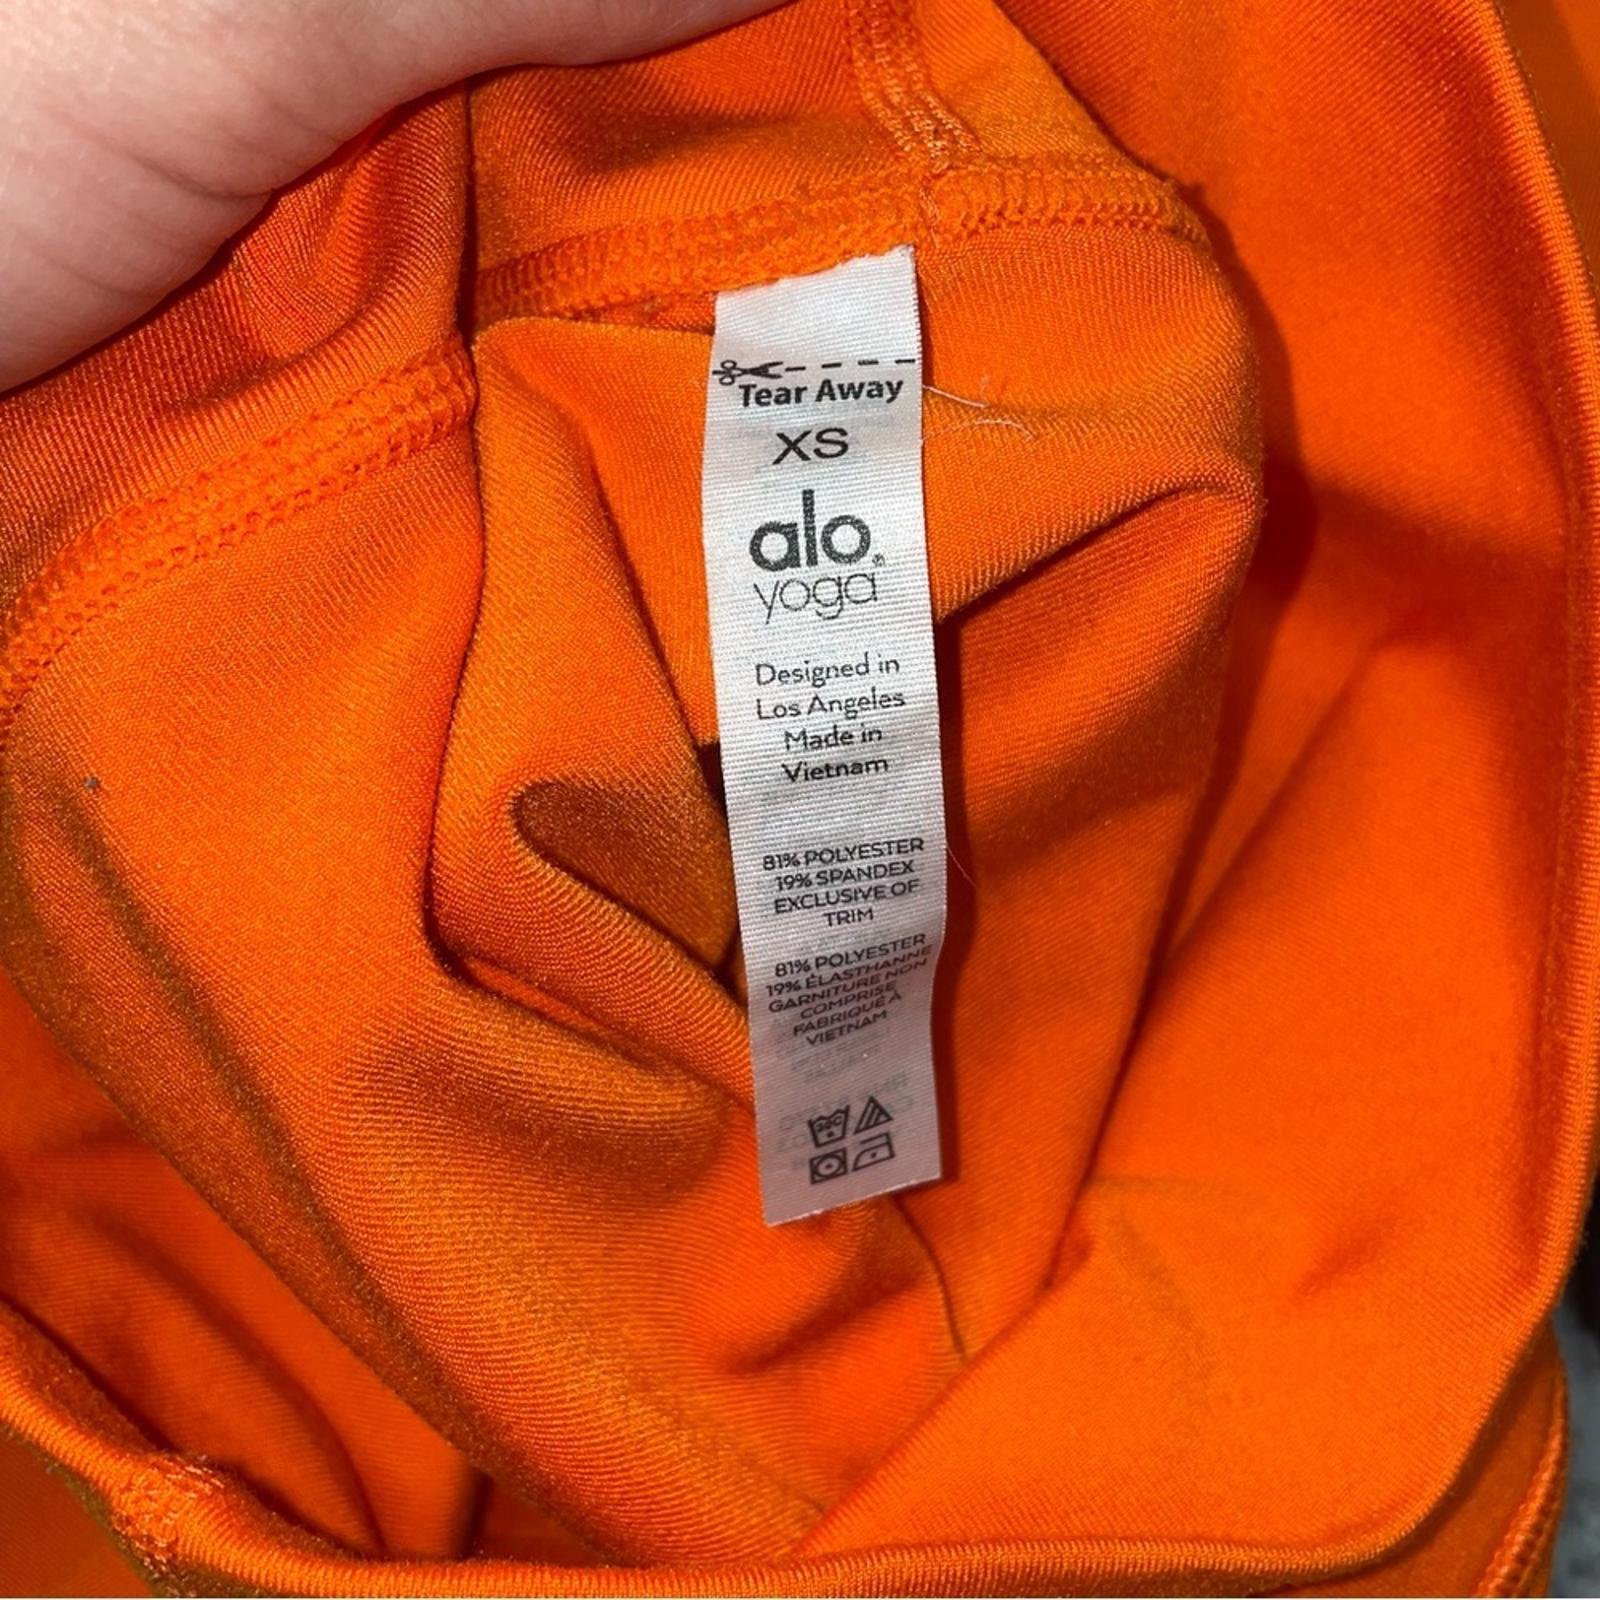 Tear Away
XS
alo®
yoga
Designed in
Los Angeles
Made in
Vietnam
81% POLYESTER
19% SPANDEX
EXCLUSIVE OF
TRIM
81% POLYESTER
19% ÉLASTHANNE
GARNITURE NON
COMPRISE
FABRIQUÉ À
VIETNAM
30C